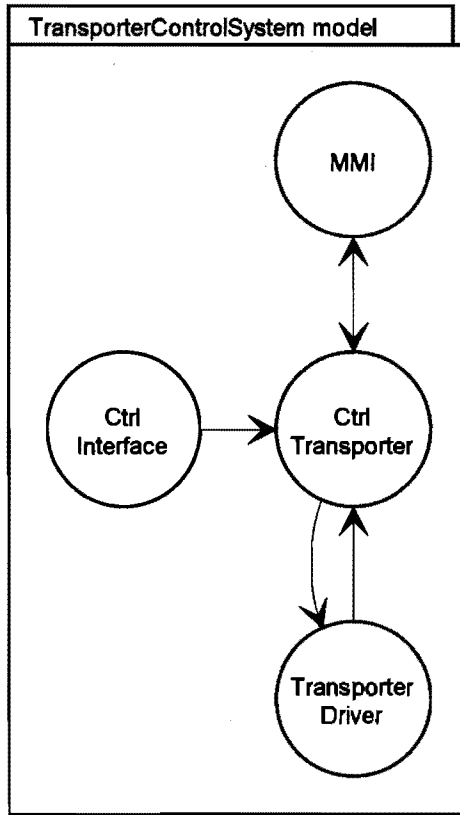 TransporterControlSystem model
MMI
Ctrl
Interface
Ctrl
Transporter
Transporter
Driver